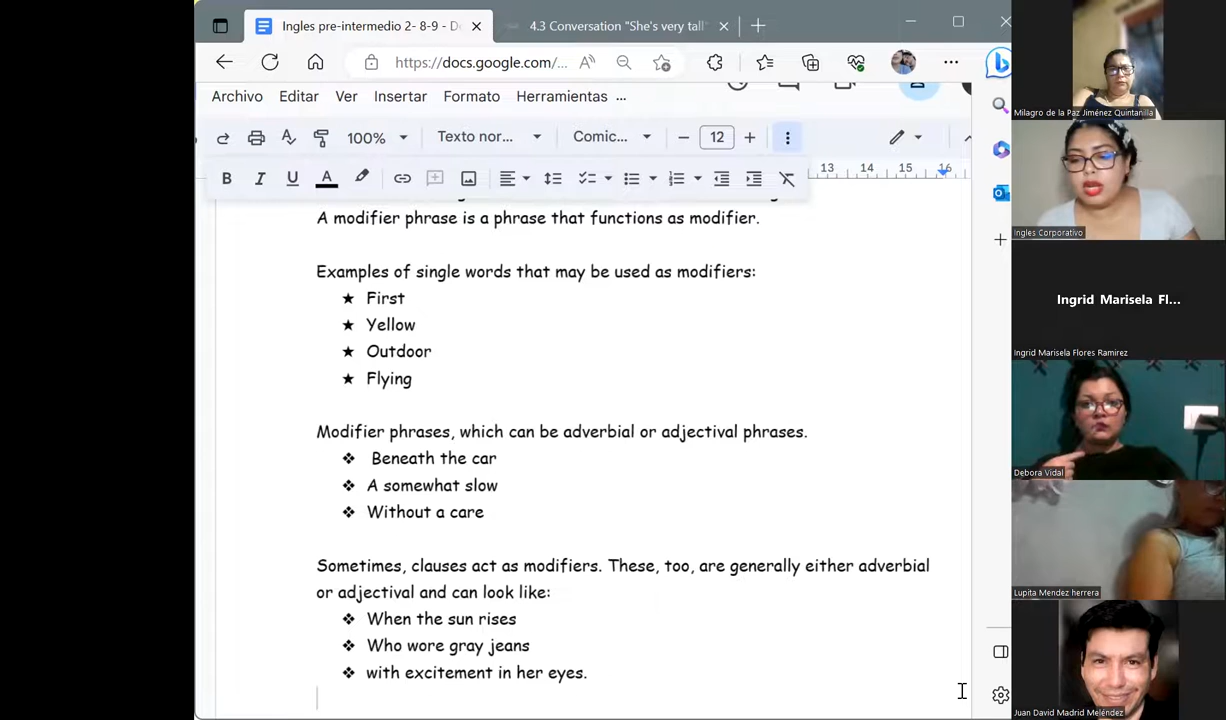 Ingles pre-intermedio 2- 8-9 - Do
4.3 Conversation "She's very tall"
https://docs.google.com/...
Archivo Editar Ver Insertar Formato Herramientas ...
100% Texto nor... Comic... 12
13 14 15 16
A modifier phrase is a phrase that functions as modifier.
Examples of single words that may be used as modifiers:
★ First
★ Yellow
★ Outdoor
★ Flying
Modifier phrases, which can be adverbial or adjectival phrases.
❖ Beneath the car
❖ A somewhat slow
❖ Without a care
Sometimes, clauses act as modifiers. These, too, are generally either adverbial
or adjectival and can look like:
❖ When the sun rises
❖ Who wore gray jeans
❖ with excitement in her eyes.
Milagro de la Paz Jiménez Quintanilla
Ingles Corporativo
Ingrid Marisela Fl...
Ingrid Marisela Flores Ramirez
Debora Vidal
Lupita Mendez herrera
Juan David Madrid Meléndez